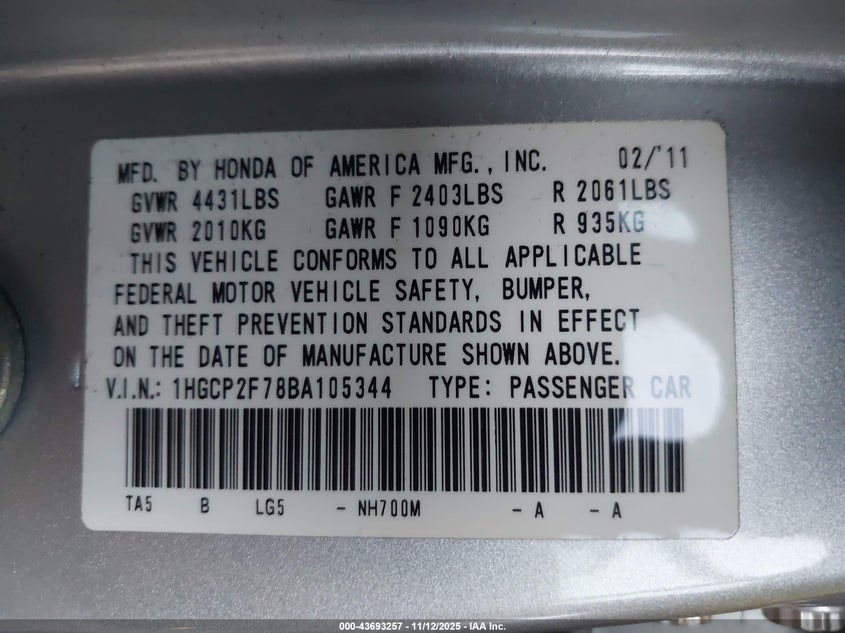 MFD. BY HONDA OF AMERICA MFG., INC. 02/'11
GVWR 4431LBS GAWR F 2403LBS R 2061LBS
GVWR 2010KG GAWR F 1090KG R 935KG
THIS VEHICLE CONFORMS TO ALL APPLICABLE
FEDERAL MOTOR VEHICLE SAFETY, BUMPER,
AND THEFT PREVENTION STANDARDS IN EFFECT
ON THE DATE OF MANUFACTURE SHOWN ABOVE.
V.I.N.: 1HGCP2F78BA105344 TYPE: PASSENGER CAR
TA5 B LG5 - NH700M - A - A
000-43693257 - 11/12/2025 - IAA Inc.